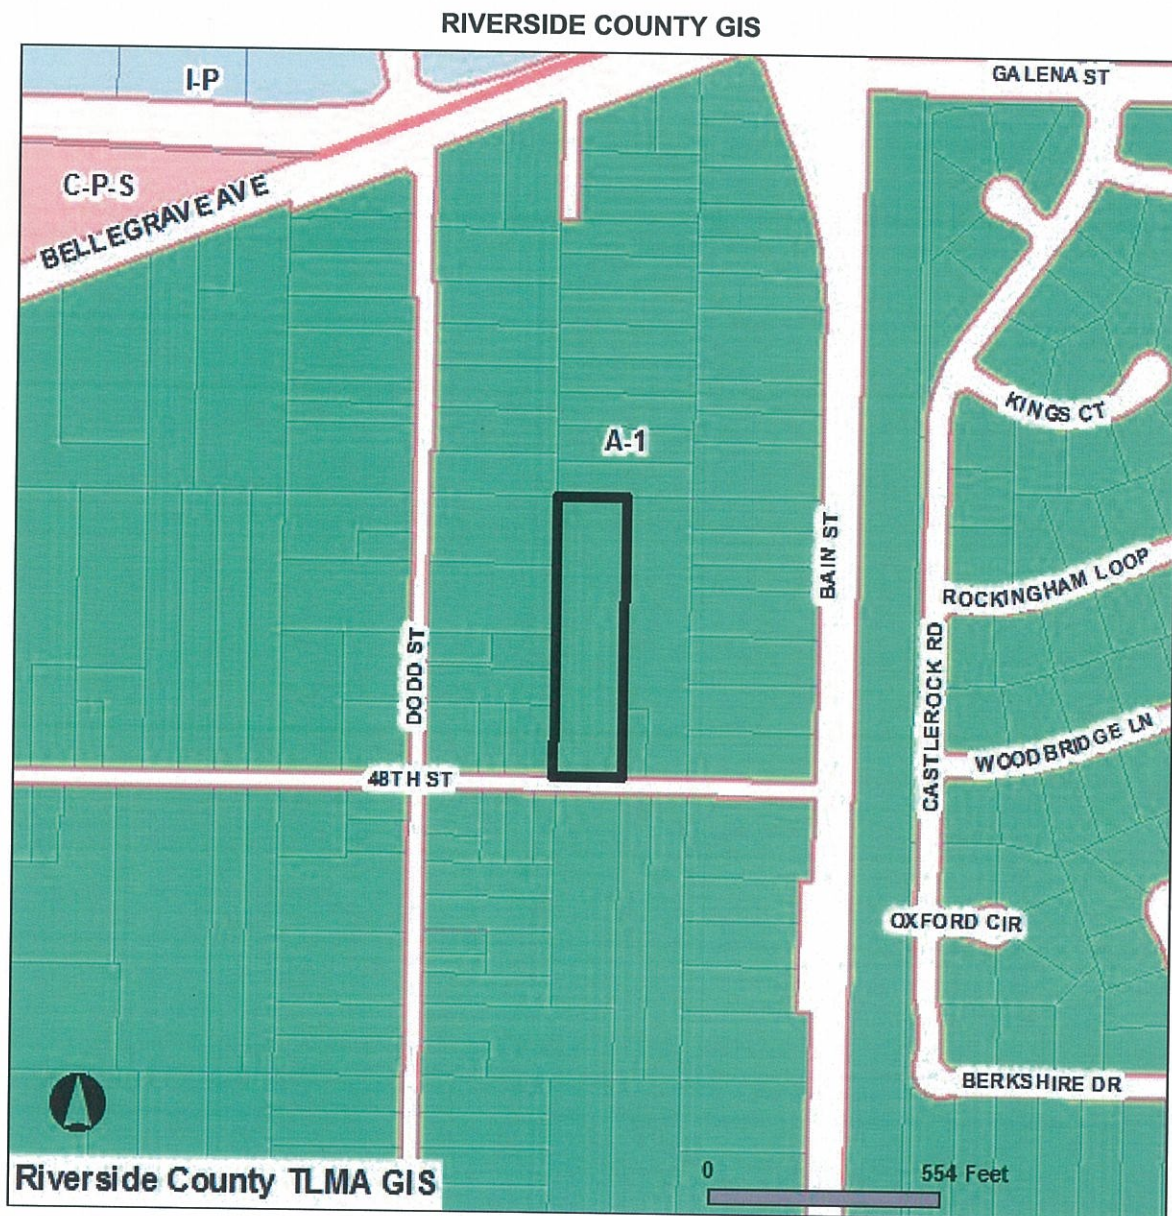 RIVERSIDE COUNTY GIS
GALENA ST
I-P
C-P-S
BELLEGRAVE AVE
KINGS CT
A-1
BAIN ST
ROCKINGHAM LOOP
DODD ST
CASTLEROCK RD
WOODBRIDGE LN
48TH ST
OXFORD CIR
BERKSHIRE DR
Riverside County TLMA GIS
0 554 Feet